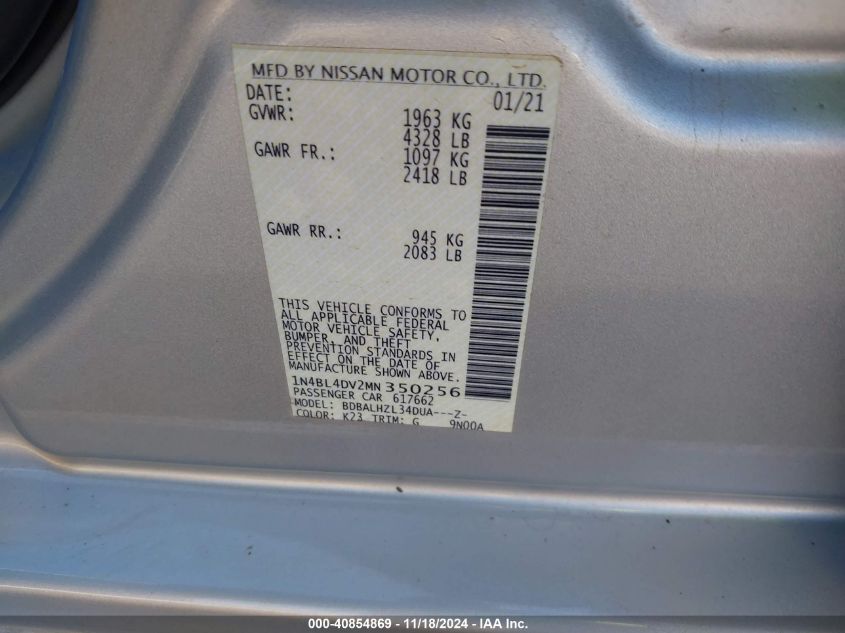 MFD BY NISSAN MOTOR CO., LTD.
DATE: 01/21
GVWR: 1963 KG
4328 LB
GAWR FR.: 1097 KG
2418 LB
GAWR RR.: 945 KG
2083 LB
THIS VEHICLE CONFORMS TO
ALL APPLICABLE FEDERAL
MOTOR VEHICLE SAFETY,
BUMPER, AND THEFT
PREVENTION STANDARDS IN
EFFECT ON THE DATE OF
MANUFACTURE SHOWN ABOVE.
1N4BL4DV2MN350256
PASSENGER CAR 617662
MODEL: BDBALHZL34DUA---Z-
COLOR: K23 TRIM: G 9N00A
000-40854869 - 11/18/2024 - IAA Inc.